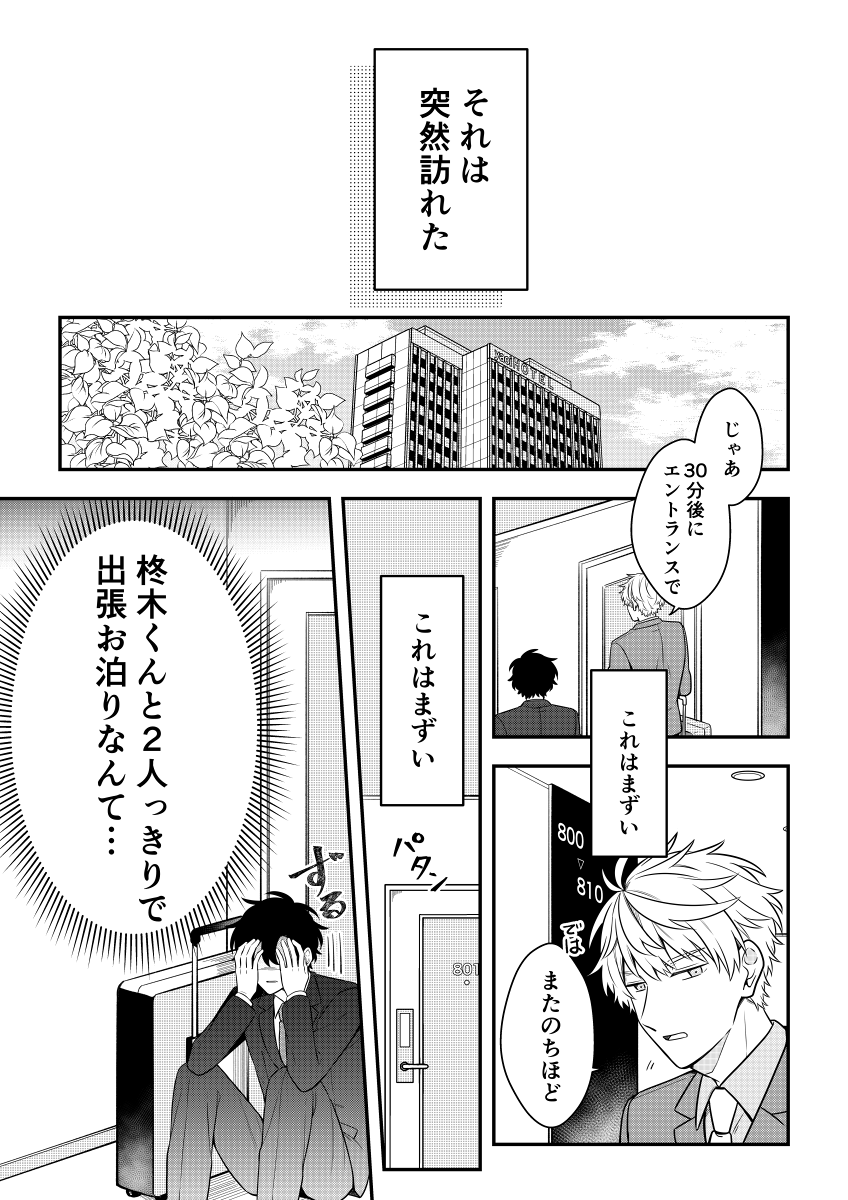 それは
突然訪れた
yaoiHOTEL
じゃあ
30分後に
エントランスで
これはまずい
800
▽
810
では
またのちほど
これはまずい
パタン
801
柊木くんと2人っきりで
出張お泊りなんて…
ずる